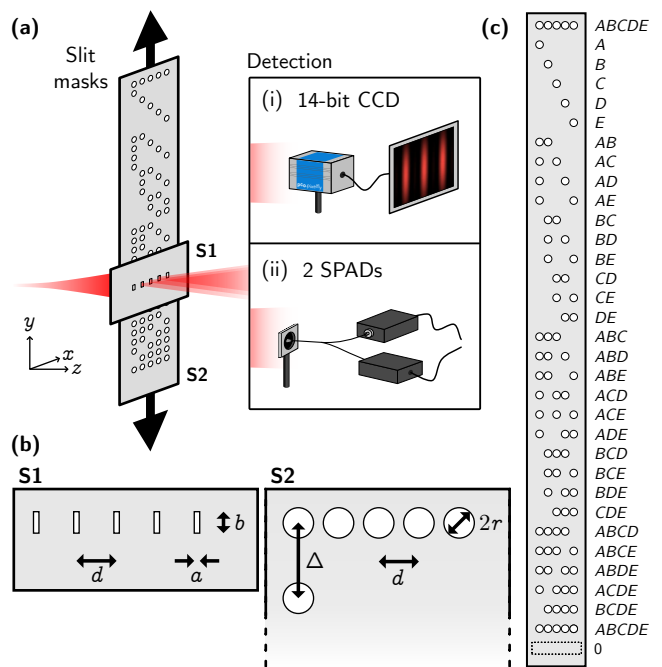 (a)
Slit
masks
S1
S2
y
x
z
Detection
(i) 14-bit CCD
(ii) 2 SPADs
(b)
S1
b
d
a
S2
2r
Δ
d
(c)
ABCDE
A
B
C
D
E
AB
AC
AD
AE
BC
BD
BE
CD
CE
DE
ABC
ABD
ABE
ACD
ACE
ADE
BCD
BCE
BDE
CDE
ABCD
ABCE
ABDE
ACDE
BCDE
ABCDE
0